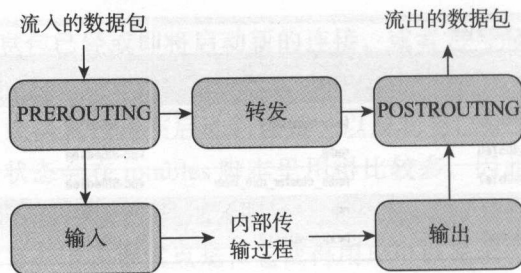 流入的数据包
流出的数据包
PREROUTING
转发
POSTROUTING
输入
内部传
输过程
输出